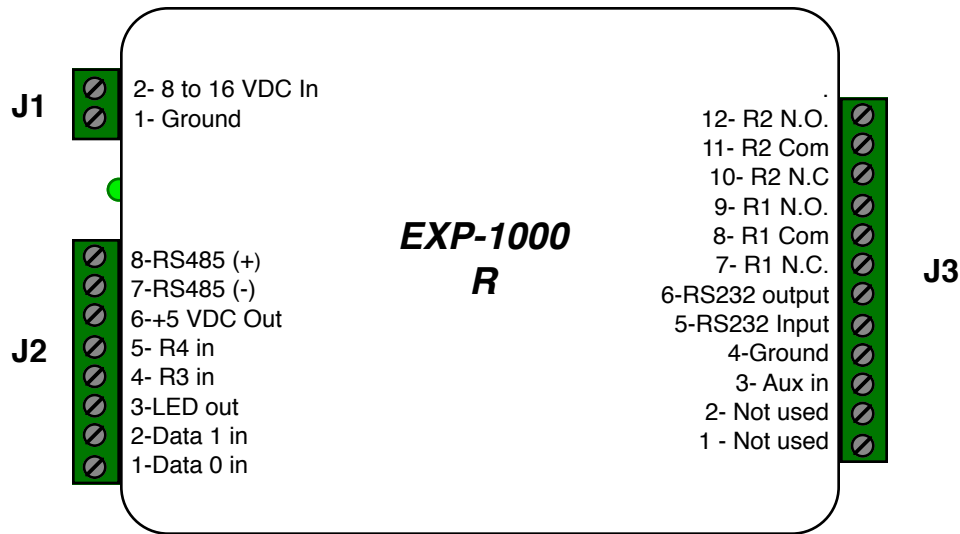 J1
2- 8 to 16 VDC In
1- Ground
J2
8-RS485 (+)
7-RS485 (-)
6-+5 VDC Out
5- R4 in
4- R3 in
3-LED out
2-Data 1 in
1-Data 0 in
EXP-1000
R
.
12- R2 N.O.
11- R2 Com
10- R2 N.C
9- R1 N.O.
8- R1 Com
7- R1 N.C.
6-RS232 output
5-RS232 Input
4-Ground
3- Aux in
2- Not used
1 - Not used
J3